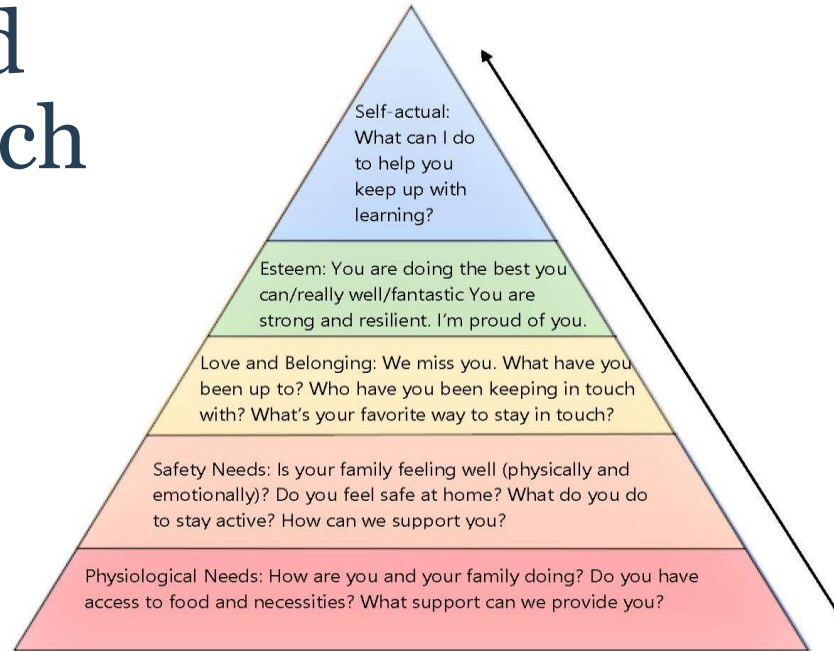 d
ch
Self-actual:
What can I do
to help you
keep up with
learning?
Esteem: You are doing the best you
can/really well/fantastic You are
strong and resilient. I'm proud of you.
Love and Belonging: We miss you. What have you
been up to? Who have you been keeping in touch
with? What's your favorite way to stay in touch?
Safety Needs: Is your family feeling well (physically and
emotionally)? Do you feel safe at home? What do you do
to stay active? How can we support you?
Physiological Needs: How are you and your family doing? Do you have
access to food and necessities? What support can we provide you?